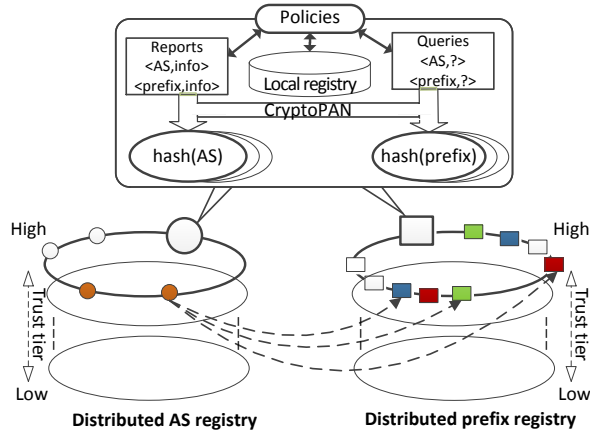 Policies
Reports
<AS,info>
<prefix,info>
Queries
<AS,?>
<prefix,?>
Local registry
CryptoPAN
hash(AS)
hash(prefix)
High
High
Trust tier
Trust tier
Low
Low
Distributed AS registry
Distributed prefix registry